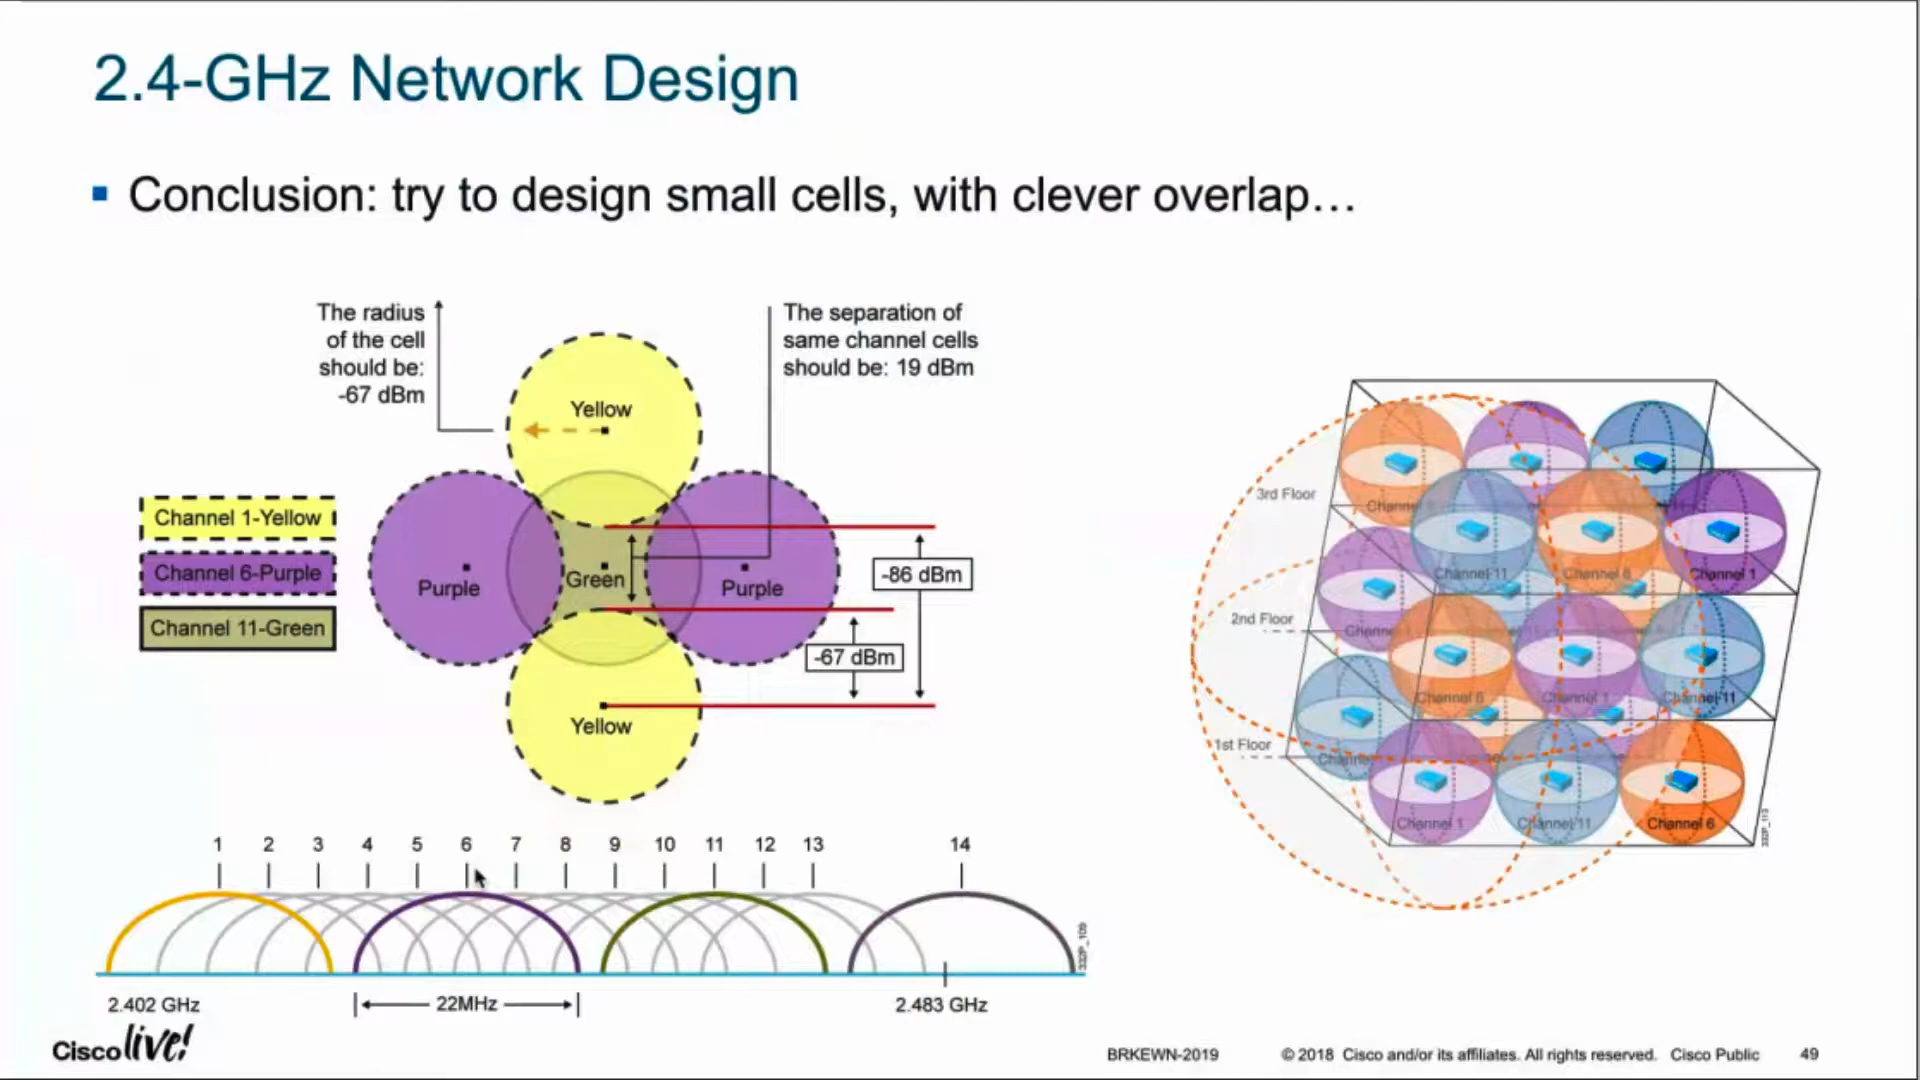 2.4-GHz Network Design
▪ Conclusion: try to design small cells, with clever overlap…
The radius
of the cell
should be:
-67 dBm
The separation of
same channel cells
should be: 19 dBm
Yellow
Channel 1-Yellow
Channel 6-Purple
Channel 11-Green
Purple
Green
Purple
-86 dBm
-67 dBm
Yellow
1 2 3 4 5 6 7 8 9 10 11 12 13 14
2.402 GHz
22MHz
2.483 GHz
332P_109
3rd Floor
Channel 11
Channel 6
Channel 1
2nd Floor
Channel 6
Channel 1
Channel 11
1st Floor
Channel 1
Channel 11
Channel 6
332P_113
Cisco live!
BRKEWN-2019
© 2018 Cisco and/or its affiliates. All rights reserved. Cisco Public
49